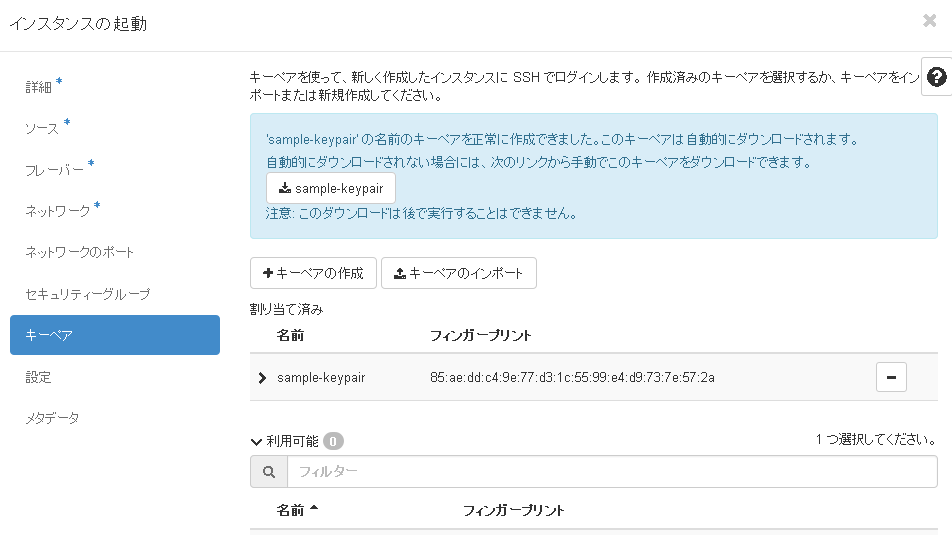 インスタンスの起動
×
詳細 *
ソース *
フレーバー *
ネットワーク *
ネットワークのポート
セキュリティーグループ
キーペア
設定
メタデータ
キーペアを使って、新しく作成したインスタンスに SSH でログインします。 作成済みのキーペアを選択するか、キーペアをイン
ポートまたは新規作成してください。
?
'sample-keypair' の名前のキーペアを正常に作成できました。このキーペアは 自動的にダウンロードされます。
自動的にダウンロードされない場合には、次のリンクから手動でこのキーペアをダウンロードできます。
sample-keypair
注意: このダウンロードは後で実行することはできません。
キーペアの作成
キーペアのインポート
割り当て済み
名前 フィンガープリント
sample-keypair 85:ae:dd:c4:9e:77:d3:1c:55:99:e4:d9:73:7e:57:2a
利用可能 0 1 つ選択してください。
フィルター
名前 フィンガープリント